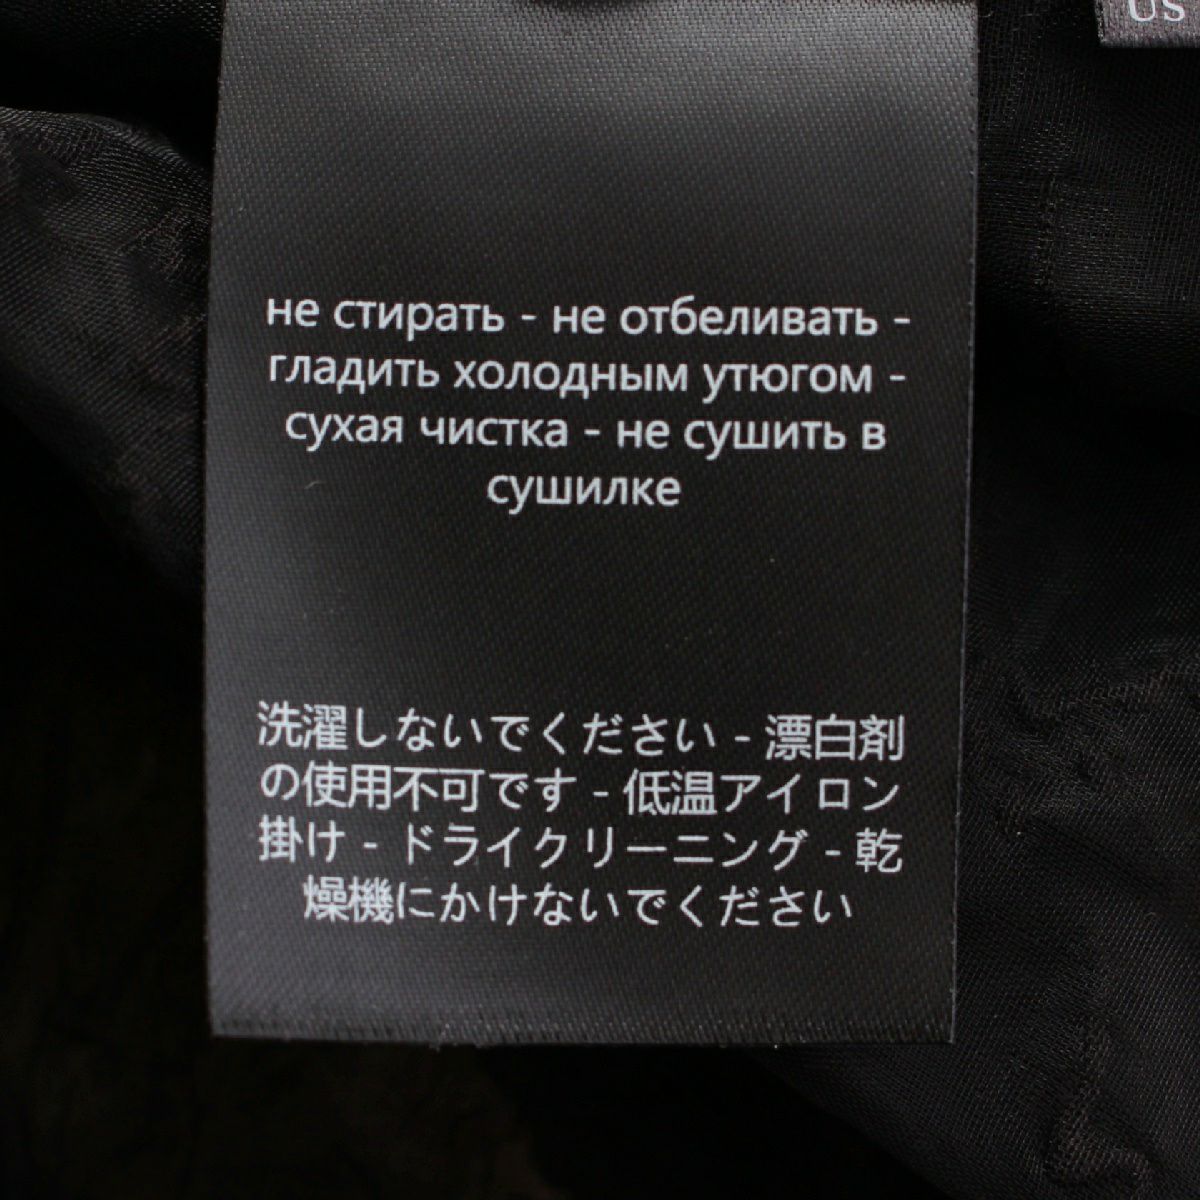 US
не стирать - не отбеливать -
гладить холодным утюгом -
сухая чистка - не сушить в
сушилке
洗濯しないでください - 漂白剤
の使用不可です - 低温アイロン
掛け - ドライクリーニング - 乾
燥機にかけないでください